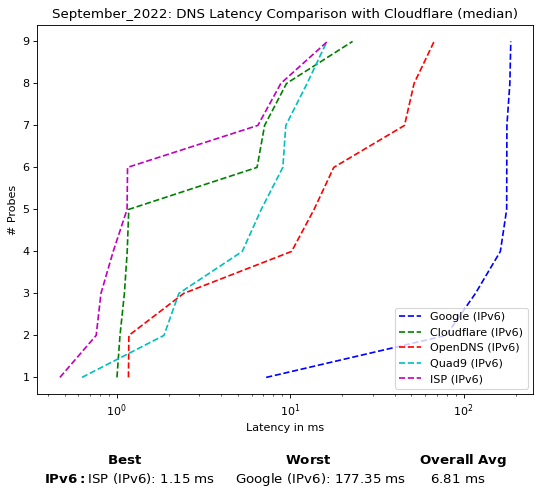 September_2022: DNS Latency Comparison with Cloudflare (median)
9
8
7
6
5
4
3
2
1
# Probes
Google (IPv6)
Cloudflare (IPv6)
OpenDNS (IPv6)
Quad9 (IPv6)
ISP (IPv6)
10⁰ 10¹ 10²
Latency in ms
Best Worst Overall Avg
IPv6: ISP (IPv6): 1.15 ms Google (IPv6): 177.35 ms 6.81 ms